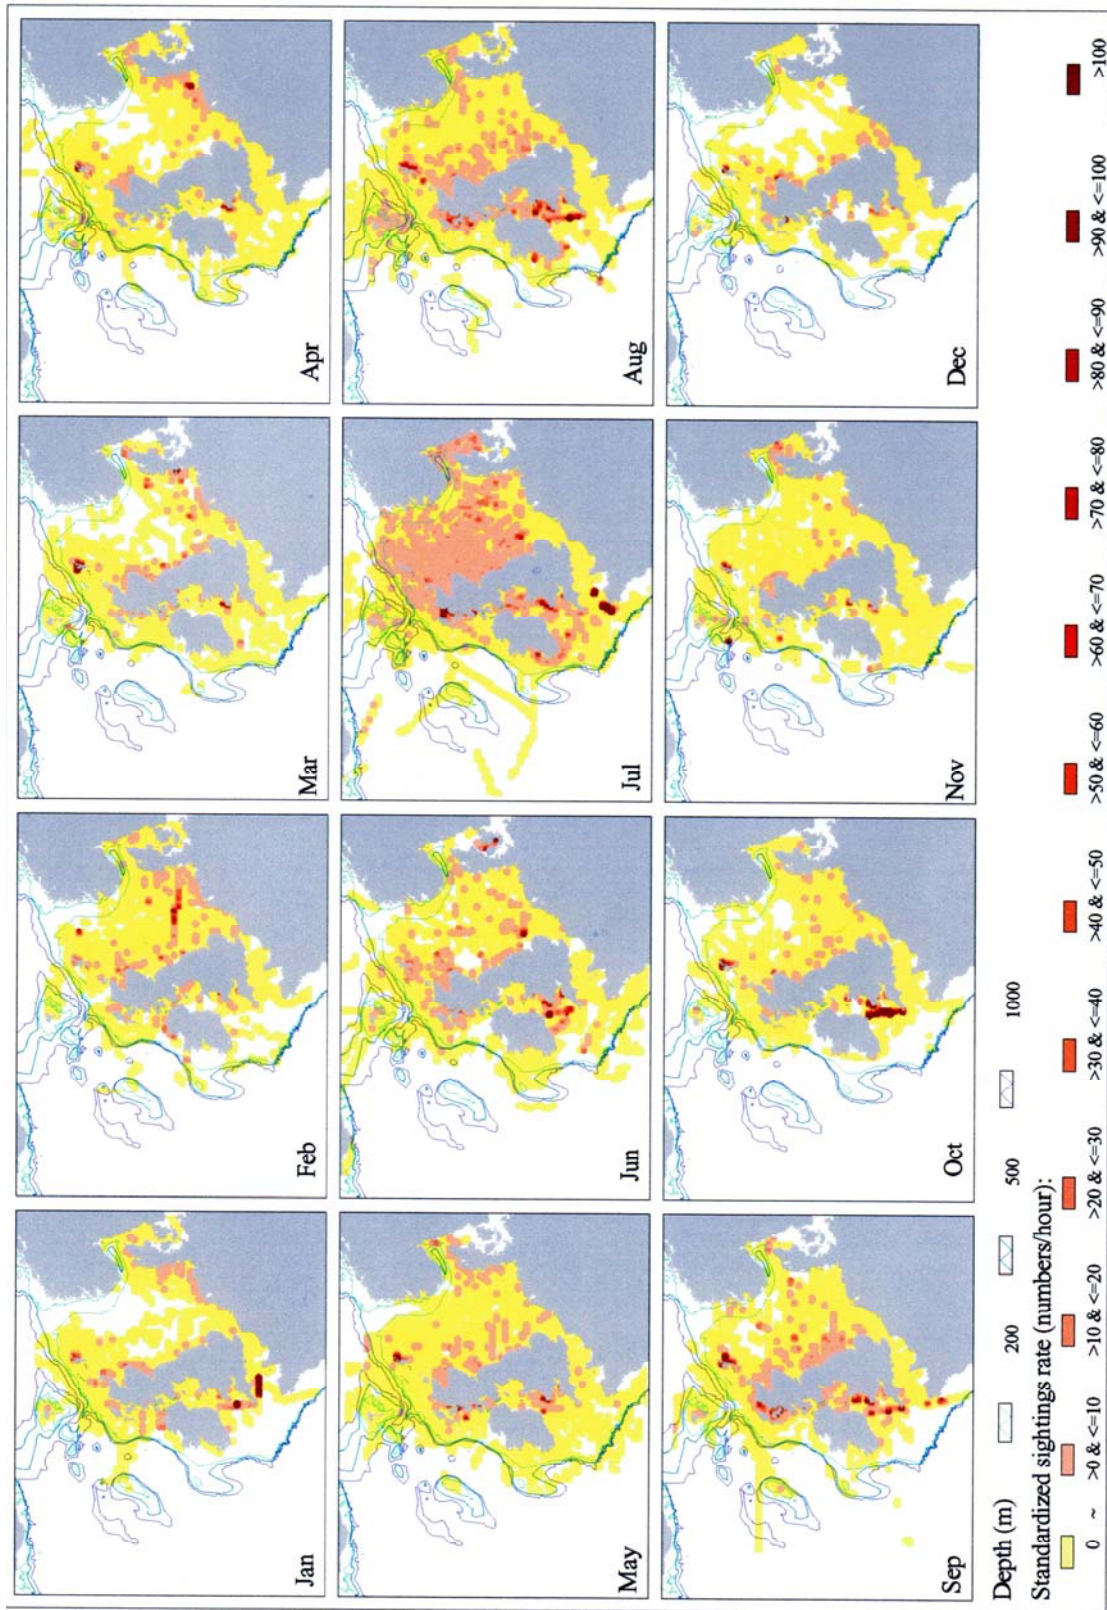 Jan
Feb
Mar
Apr
May
Jun
Jul
Aug
Sep
Oct
Nov
Dec
Depth (m) 200 500 1000
Standardized sightings rate (numbers/hour):
0 ~ >0 & <=10 >10 & <=20 >20 & <=30 >30 & <=40 >40 & <=50 >50 & <=60 >60 & <=70 >70 & <=80 >80 & <=90 >90 & <=100 >100